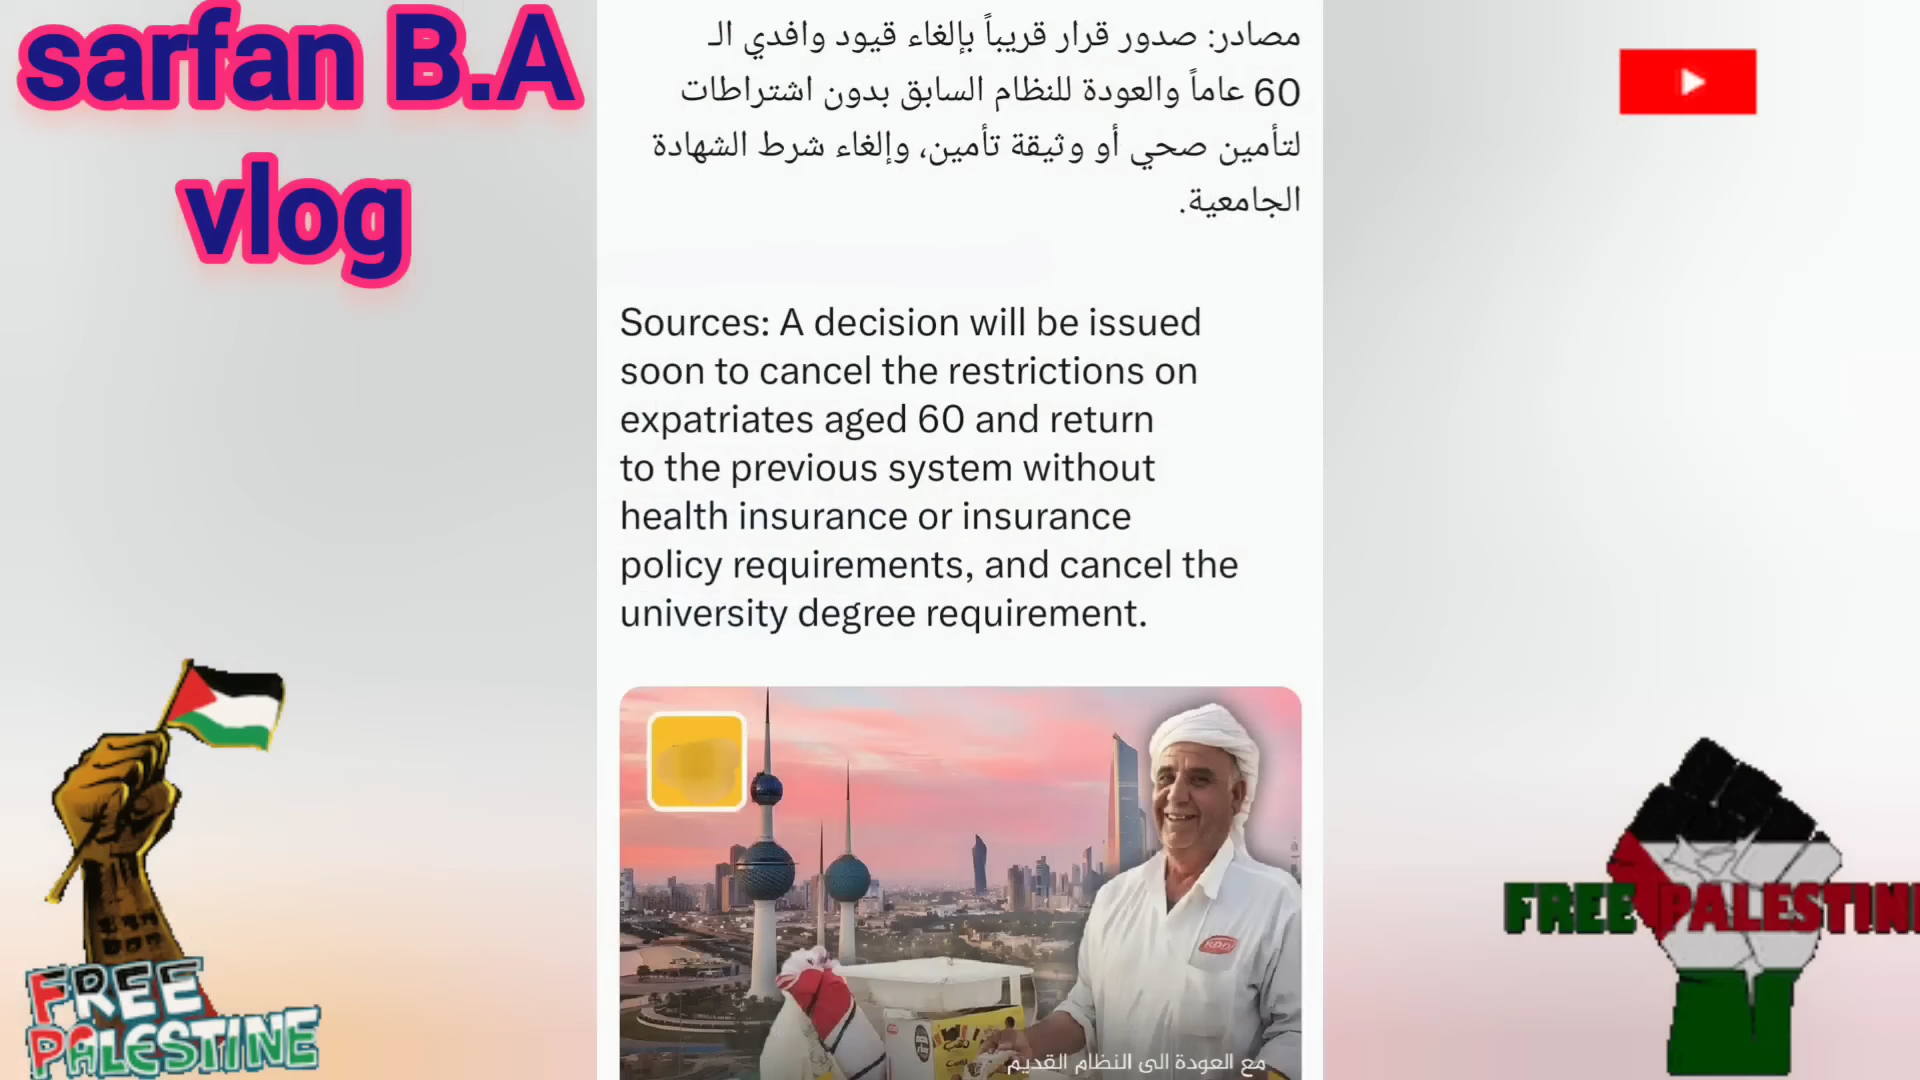 sarfan B.A
vlog
مصادر: صدور قرار قريباً بإلغاء قيود وافدي الـ
60 عاماً والعودة للنظام السابق بدون اشتراطات
لتأمين صحي أو وثيقة تأمين، وإلغاء شرط الشهادة
الجامعية.
Sources: A decision will be issued
soon to cancel the restrictions on
expatriates aged 60 and return
to the previous system without
health insurance or insurance
policy requirements, and cancel the
university degree requirement.
KDD
مع العودة الى النظام القديم
FREE
PALESTINE
FREE PALESTIN